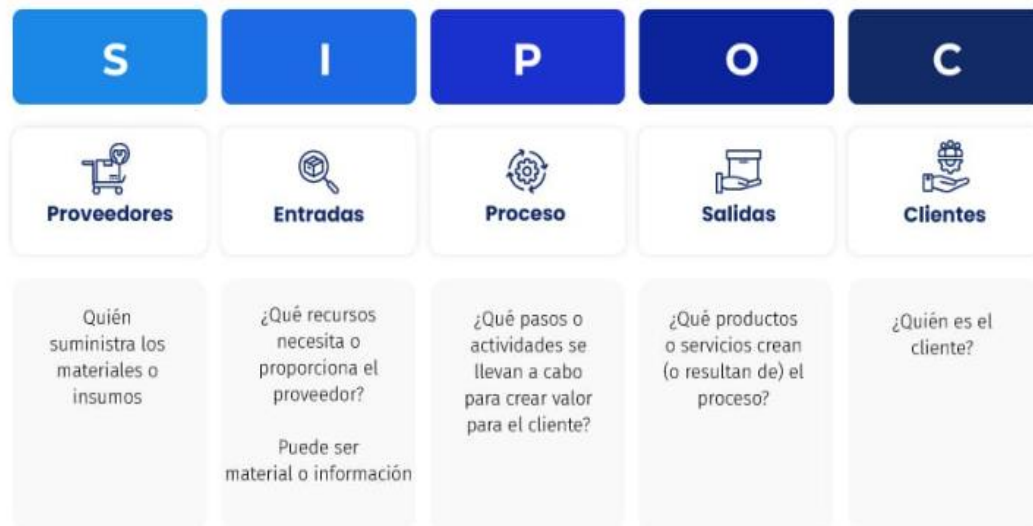 S
I
P
O
C
Proveedores
Entradas
Proceso
Salidas
Clientes
Quién
suministra los
materiales o
insumos
¿Qué recursos
necesita o
proporciona el
proveedor?
Puede ser
material o información
¿Qué pasos o
actividades se
llevan a cabo
para crear valor
para el cliente?
¿Qué productos
o servicios crean
(o resultan de) el
proceso?
¿Quién es el
cliente?